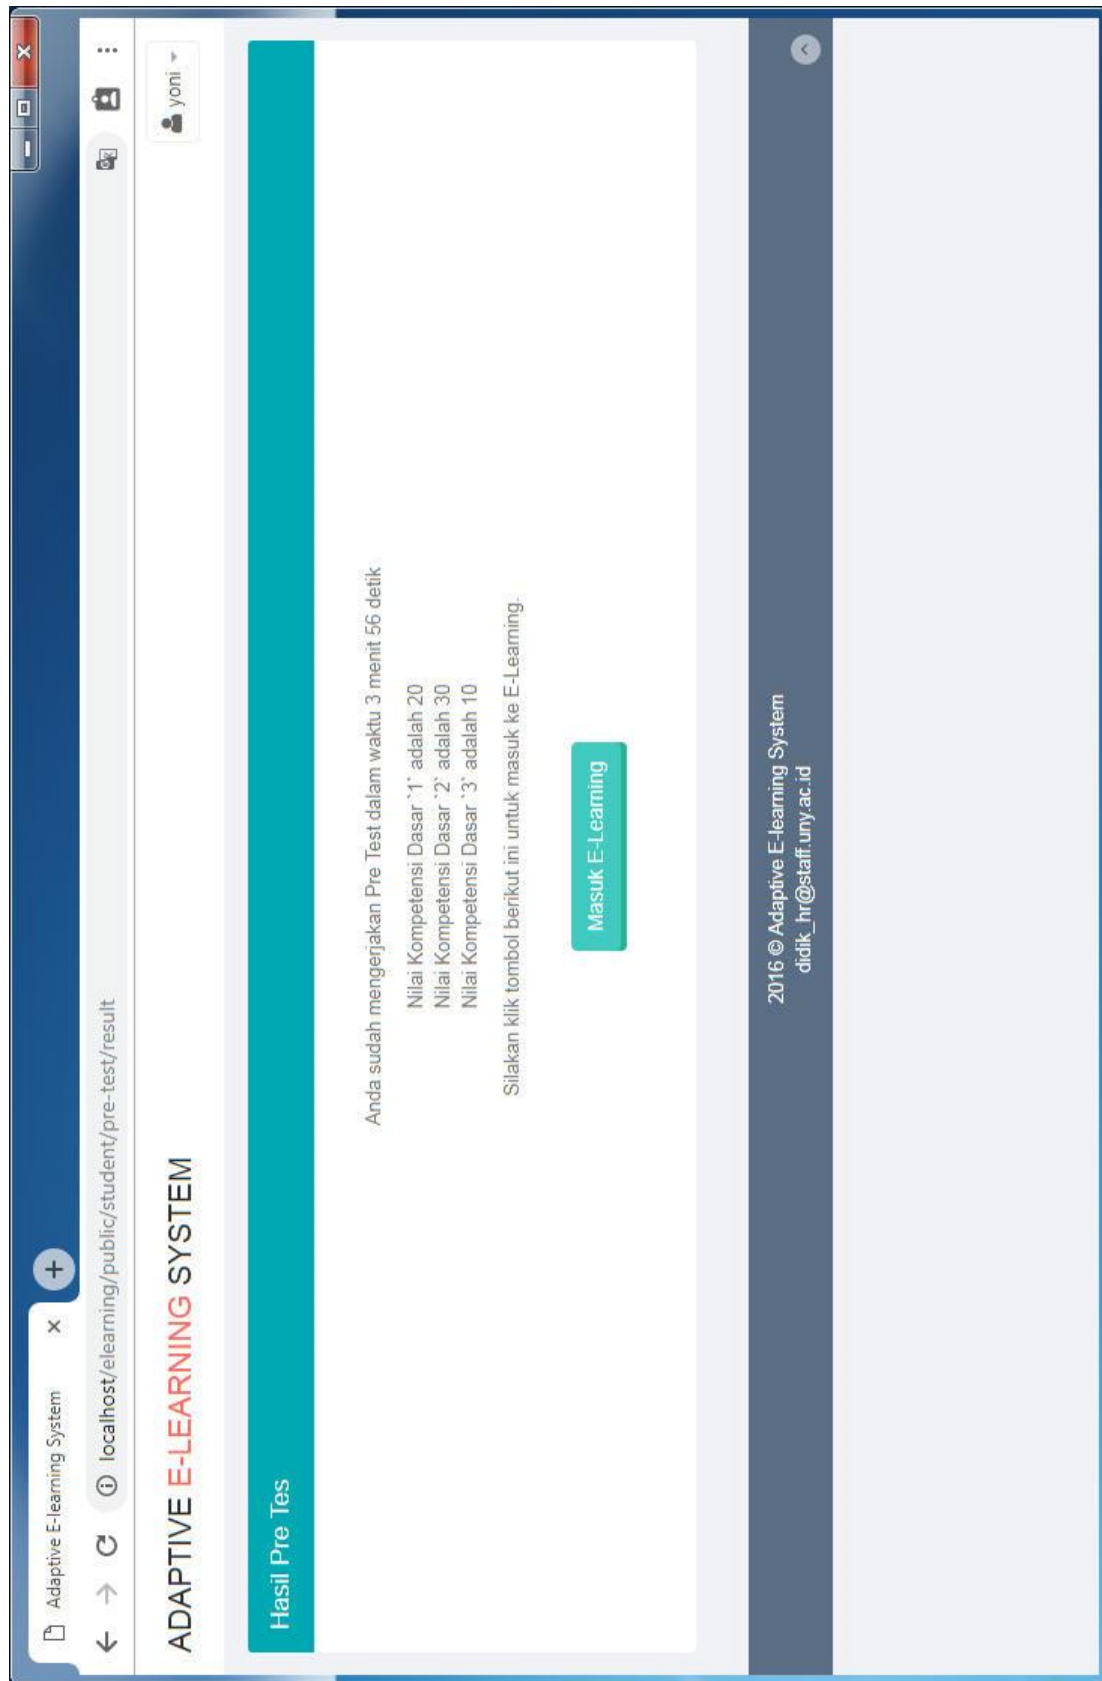 Adaptive E-learning System
localhost/elearning/public/student/pre-test/result
ADAPTIVE E-LEARNING SYSTEM
yoni
Hasil Pre Tes
Anda sudah mengerjakan Pre Test dalam waktu 3 menit 56 detik
Nilai Kompetensi Dasar `1` adalah 20
Nilai Kompetensi Dasar `2` adalah 30
Nilai Kompetensi Dasar `3` adalah 10
Silakan klik tombol berikut ini untuk masuk ke E-Learning.
Masuk E-Learning
2016 © Adaptive E-learning System
didik_hr@staff.uny.ac.id